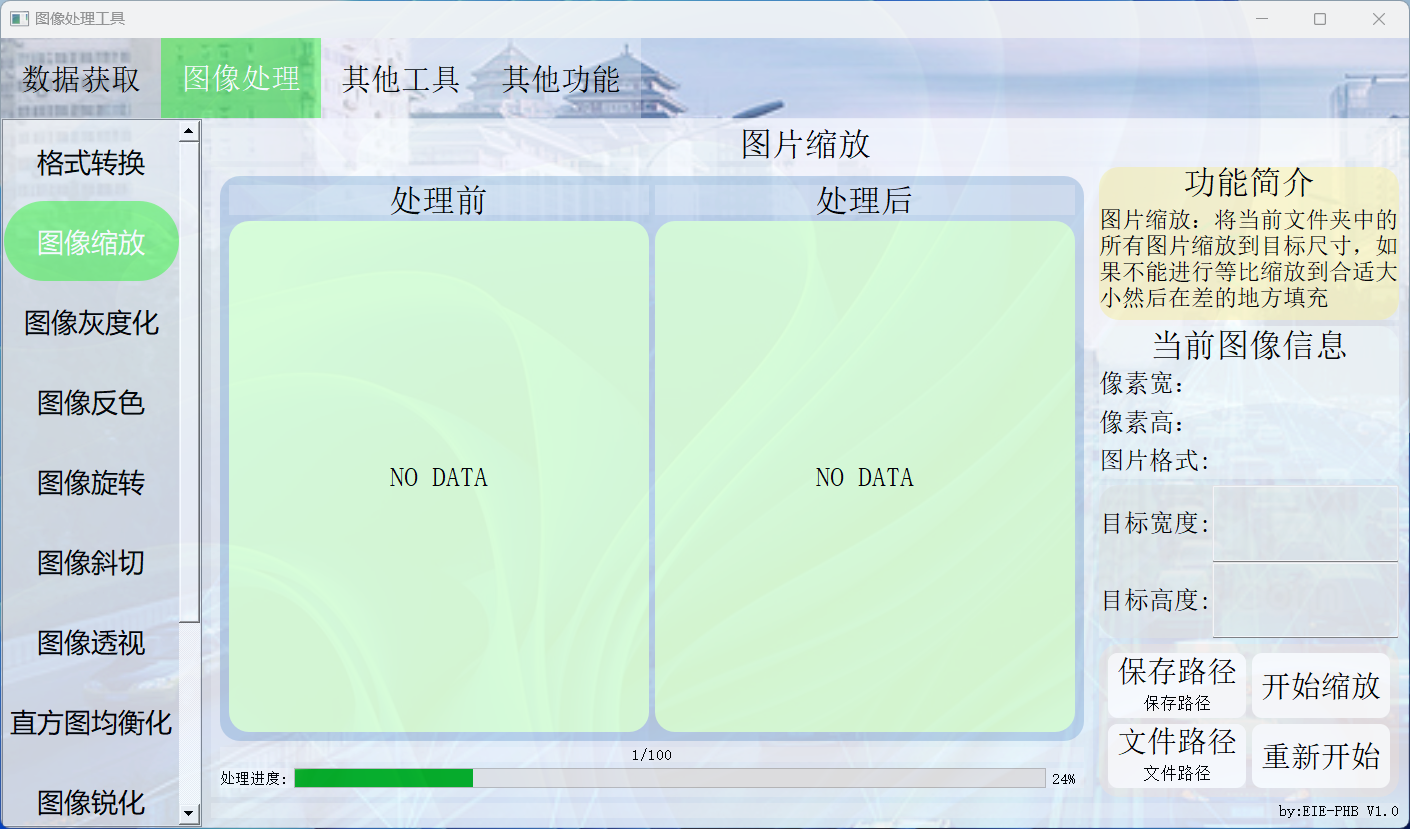 图像处理工具
数据获取
图像处理
其他工具
其他功能
格式转换
图像缩放
图像灰度化
图像反色
图像旋转
图像斜切
图像透视
直方图均衡化
图像锐化
图片缩放
处理前
处理后
NO DATA
NO DATA
1/100
处理进度:
24%
功能简介
图片缩放：将当前文件夹中的
所有图片缩放到目标尺寸，如
果不能进行等比缩放到合适大
小然后在差的地方填充
当前图像信息
像素宽:
像素高:
图片格式:
目标宽度:
目标高度:
保存路径
保存路径
开始缩放
文件路径
文件路径
重新开始
by:EIE-PHB V1.0